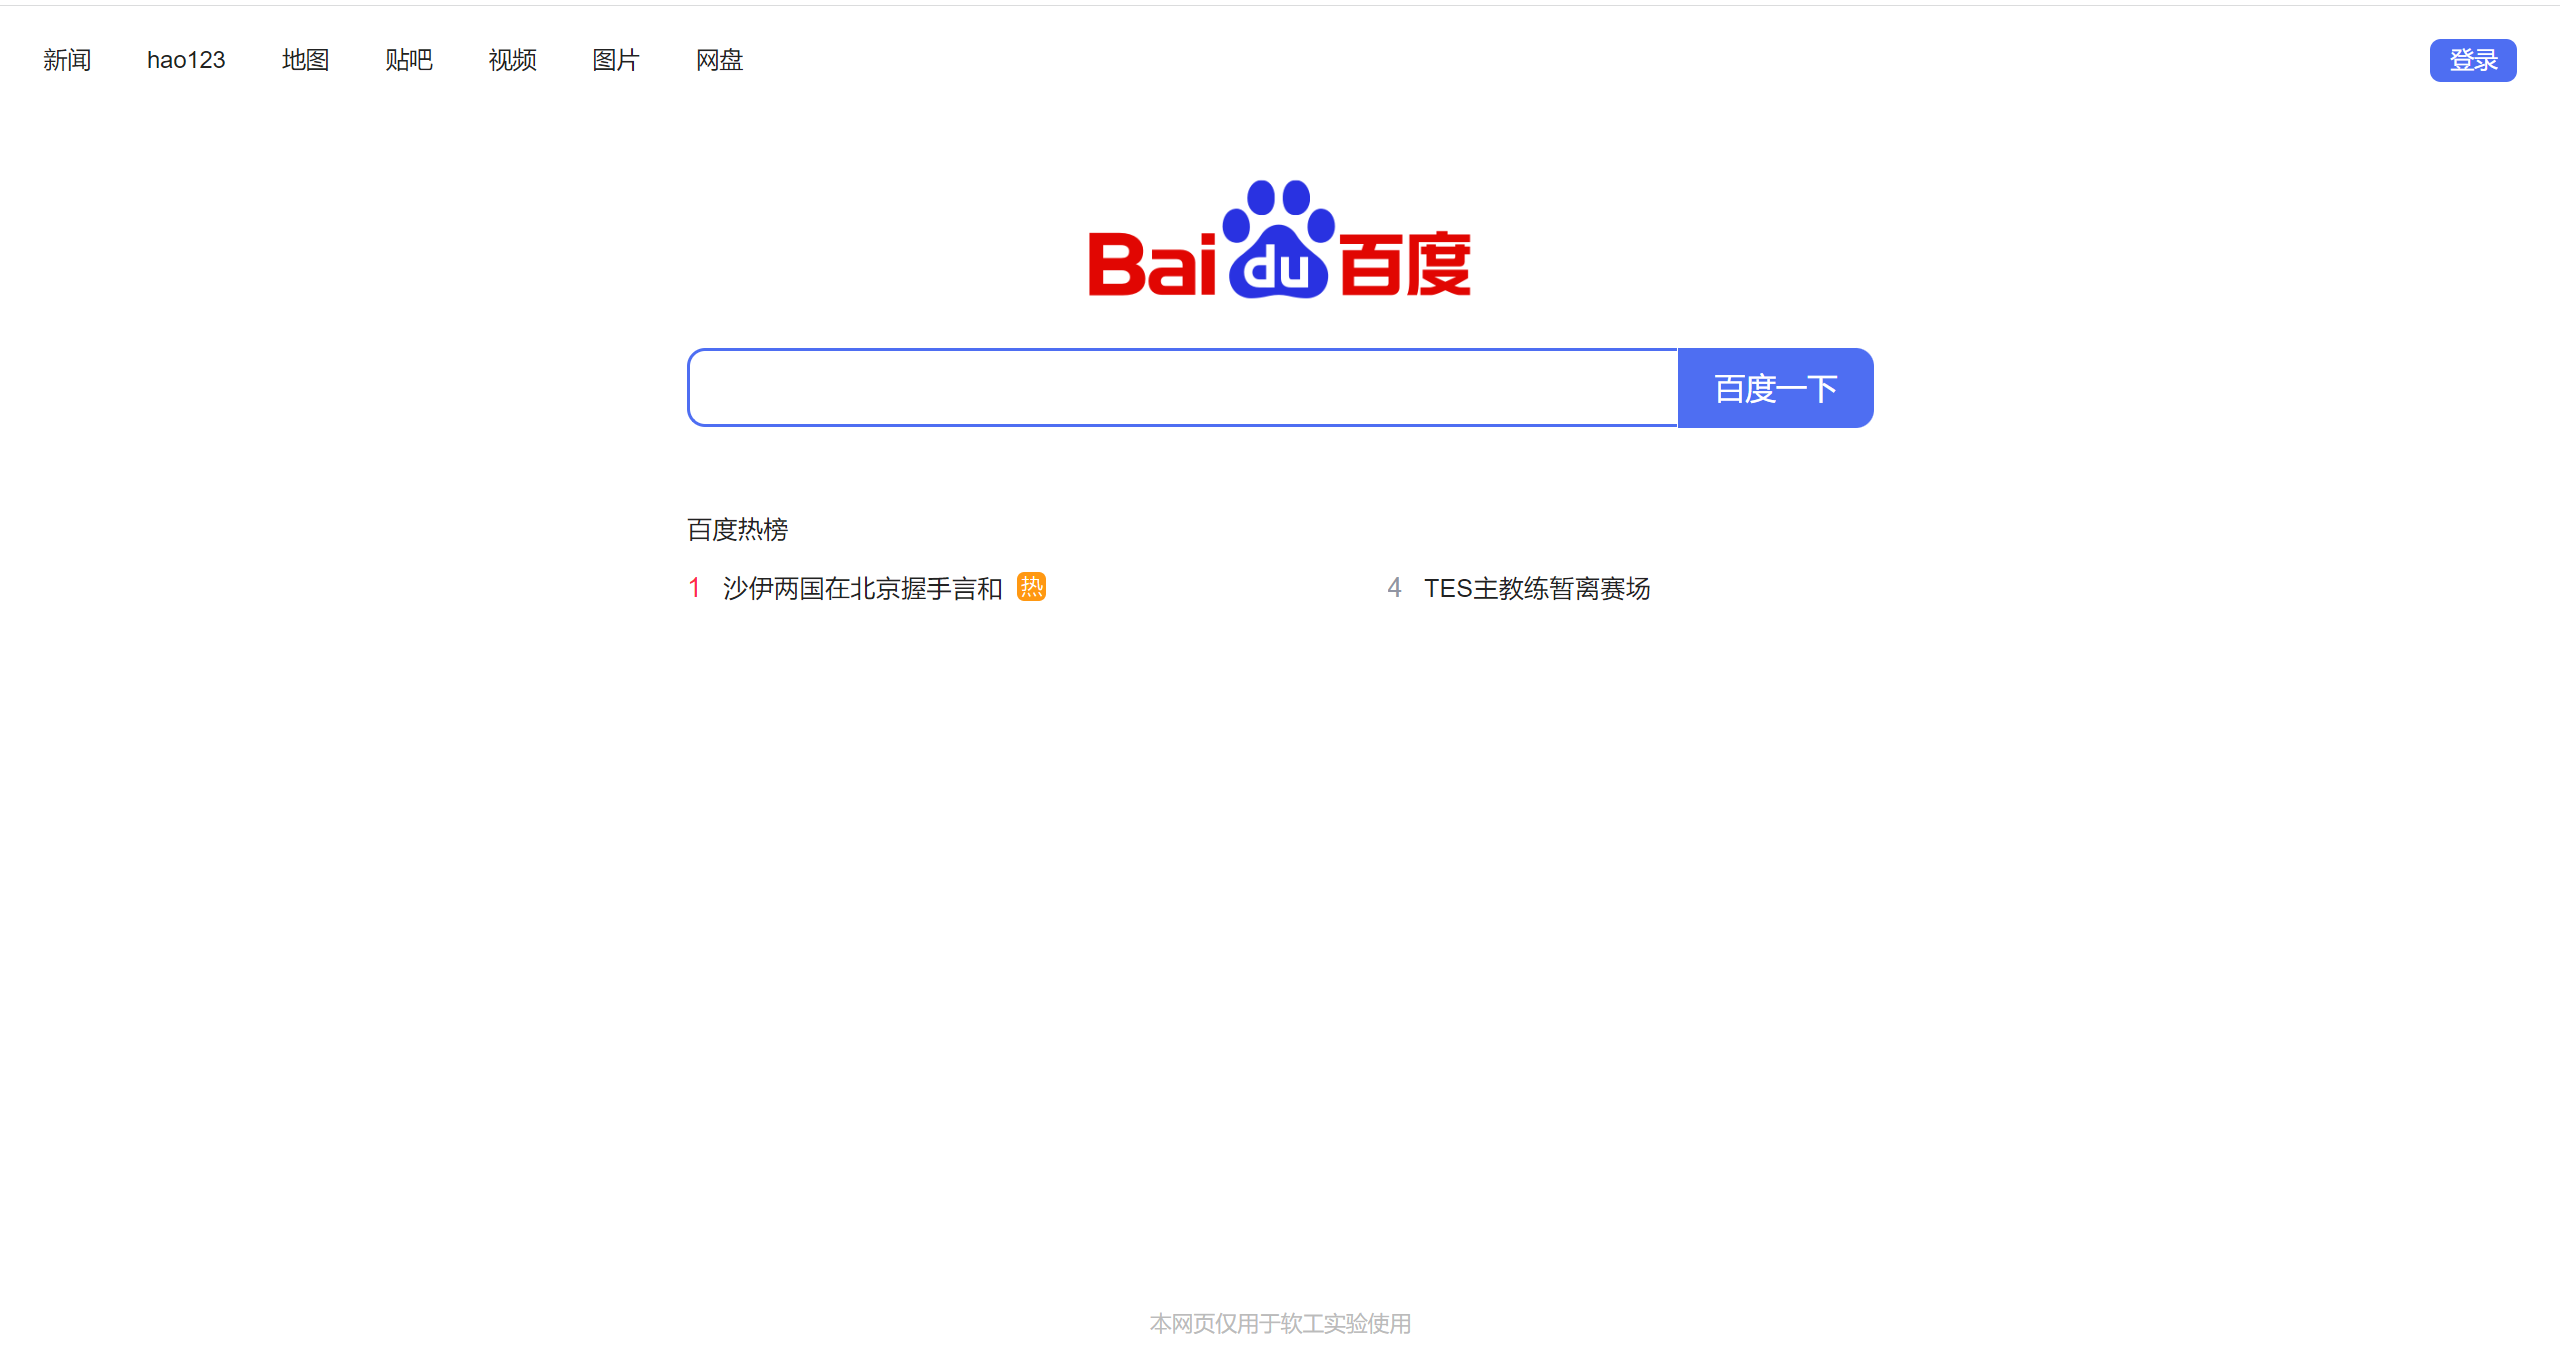 新闻 hao123 地图 贴吧 视频 图片 网盘 登录
Bai du 百度
百度一下
百度热榜
1 沙伊两国在北京握手言和 热 4 TES主教练暂离赛场
本网页仅用于软工实验使用